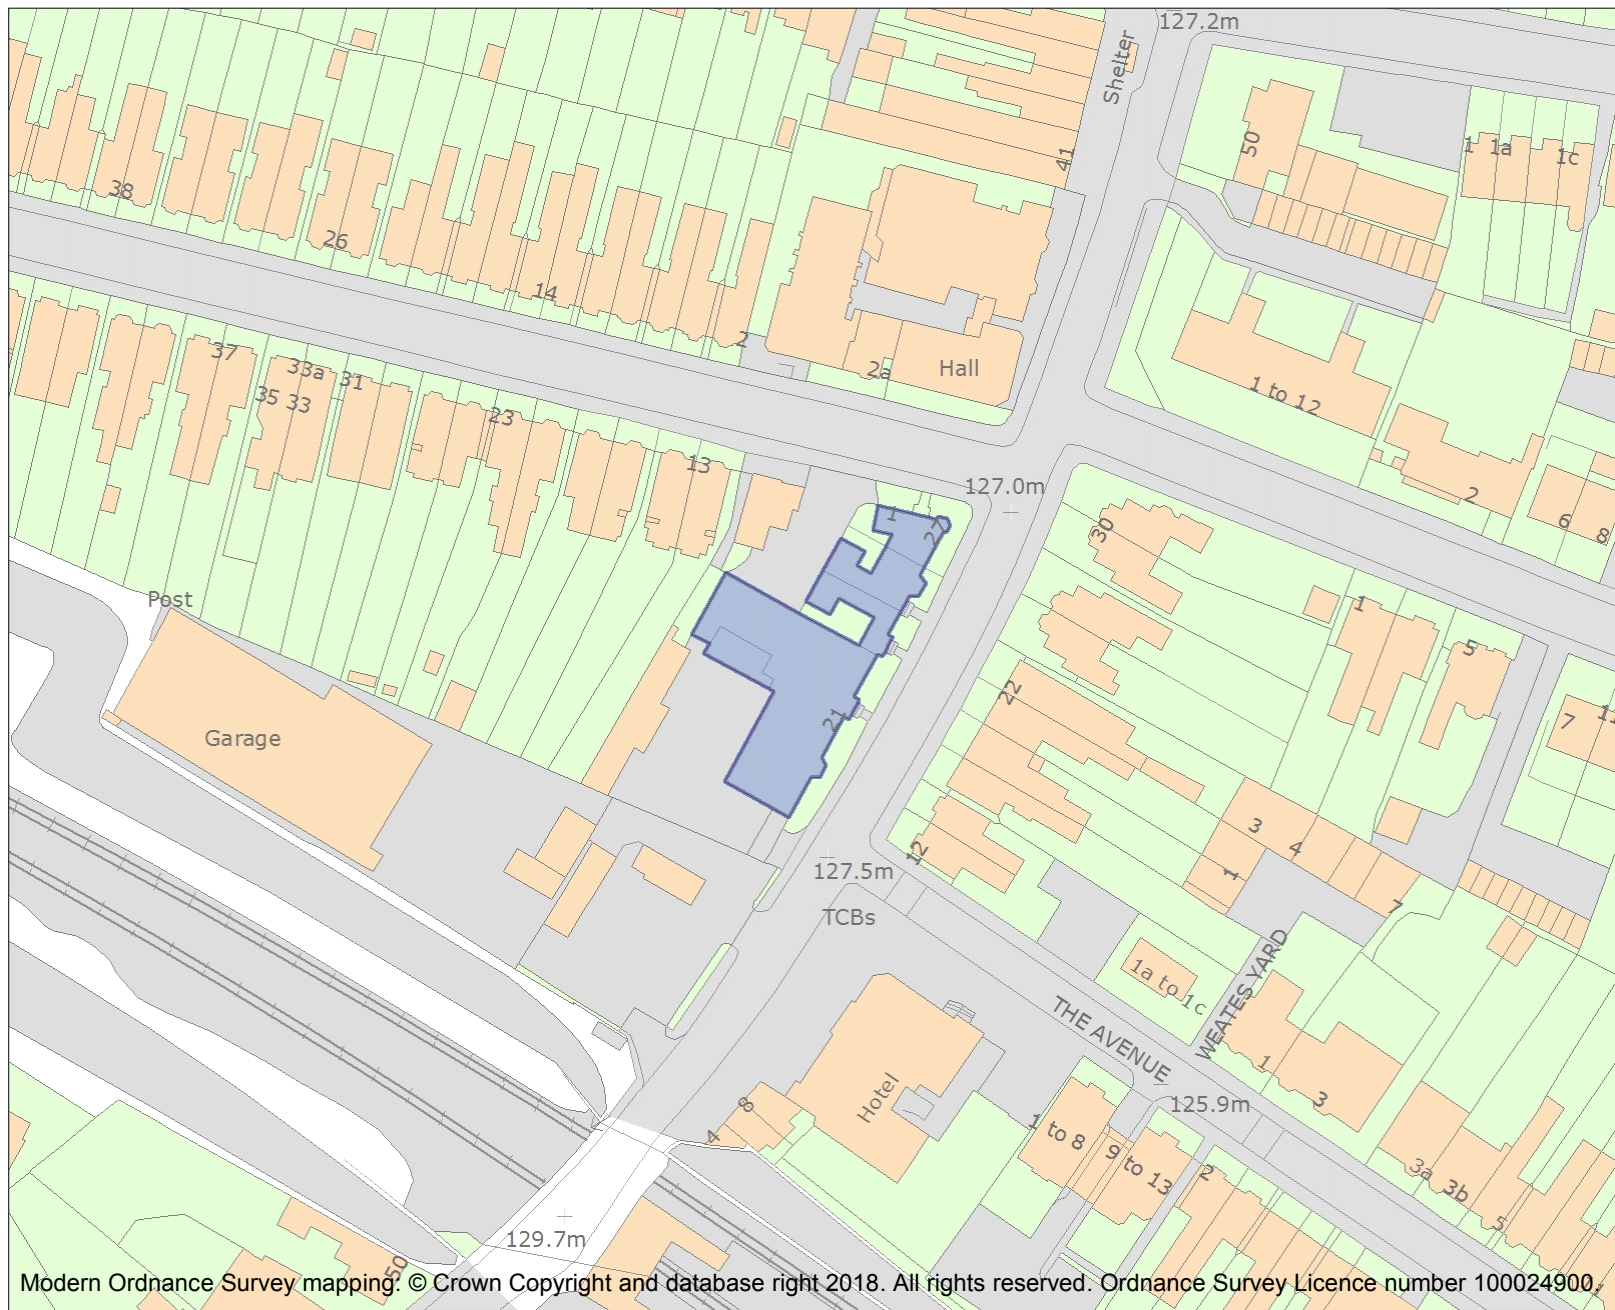 127.2m
Shelter
41
50
1
1a
1c
38
26
14
2
2a
Hall
1 to 12
2
6
8
37
33a
31
35
33
23
13
127.0m
1
27
30
1
5
7
Post
Garage
22
21
3
4
1
7
12
127.5m
TCBs
1a to 1c
WEATES YARD
THE AVENUE
1
3
125.9m
Hotel
8
4
1 to 8
9 to 13
2
3a
3b
5
129.7m
50
Modern Ordnance Survey mapping: © Crown Copyright and database right 2018. All rights reserved. Ordnance Survey Licence number 100024900.